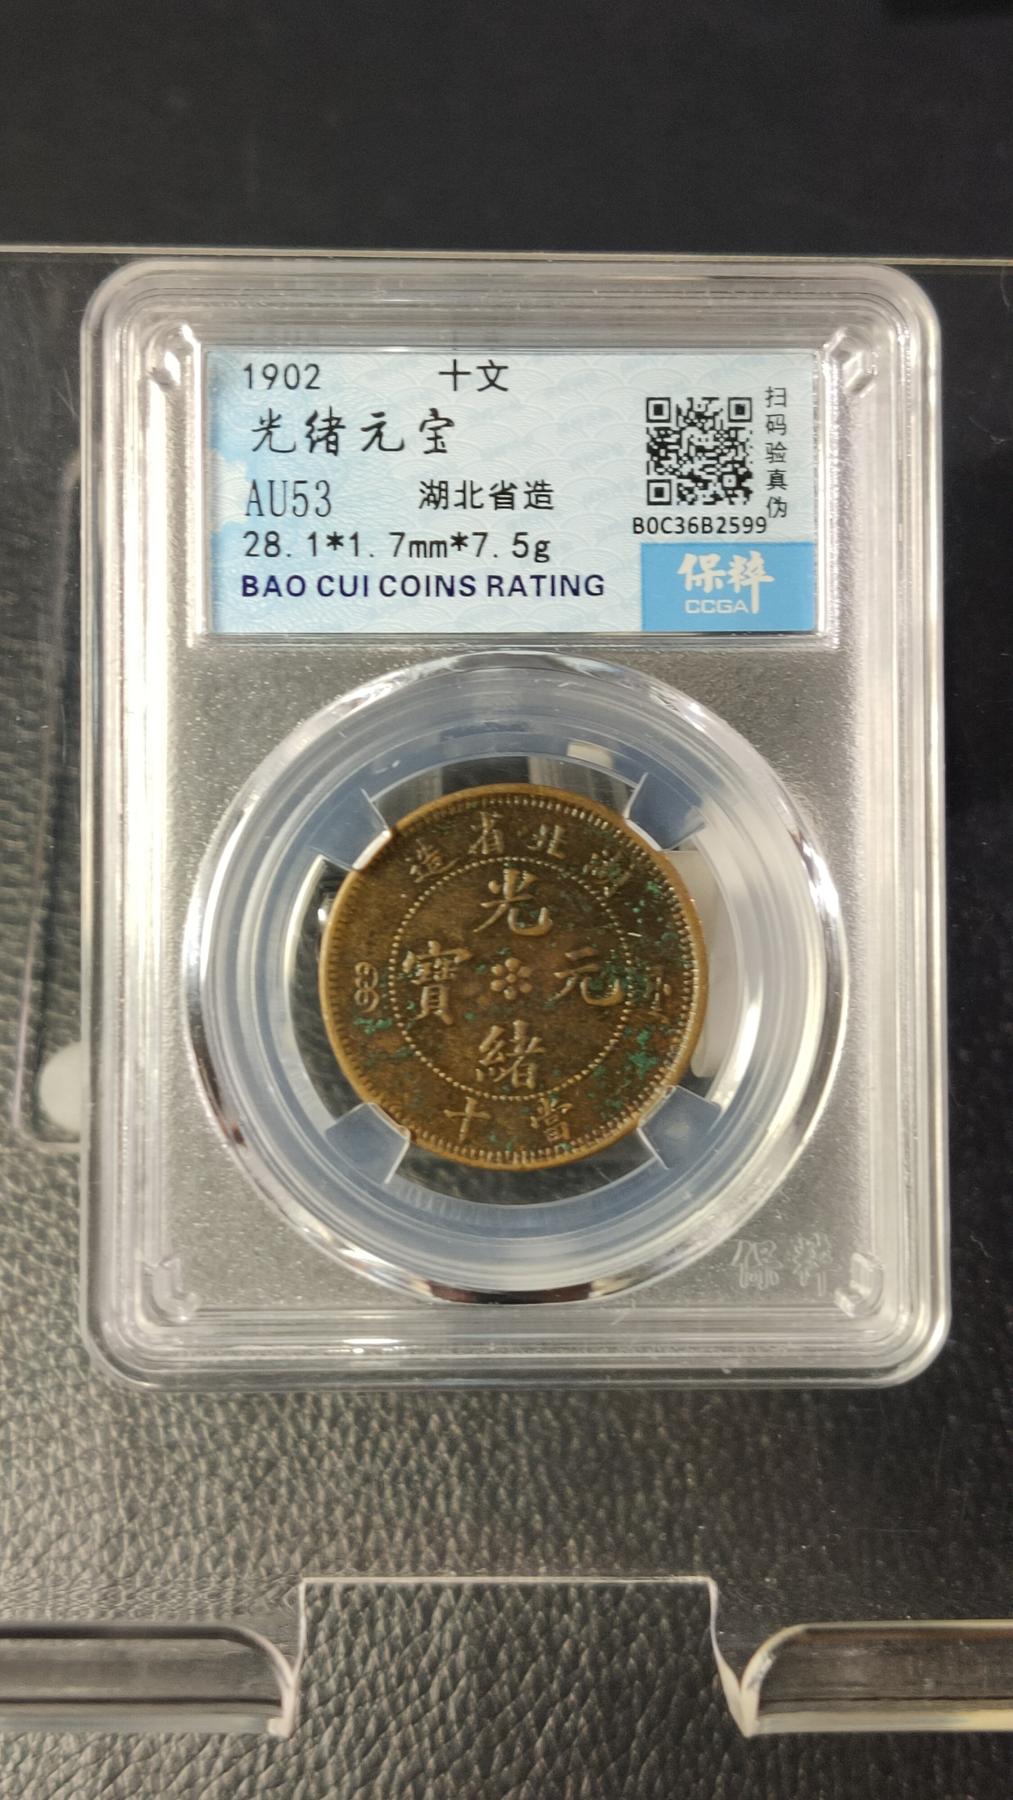 1902 十文
光绪元宝
AU53 湖北省造
28.1*1.7mm*7.5g
BAO CUI COINS RATING
扫码验真伪
B0C36B2599
保粹
CCGA
造省北湖
光
寶 元
緒
十當
保粹